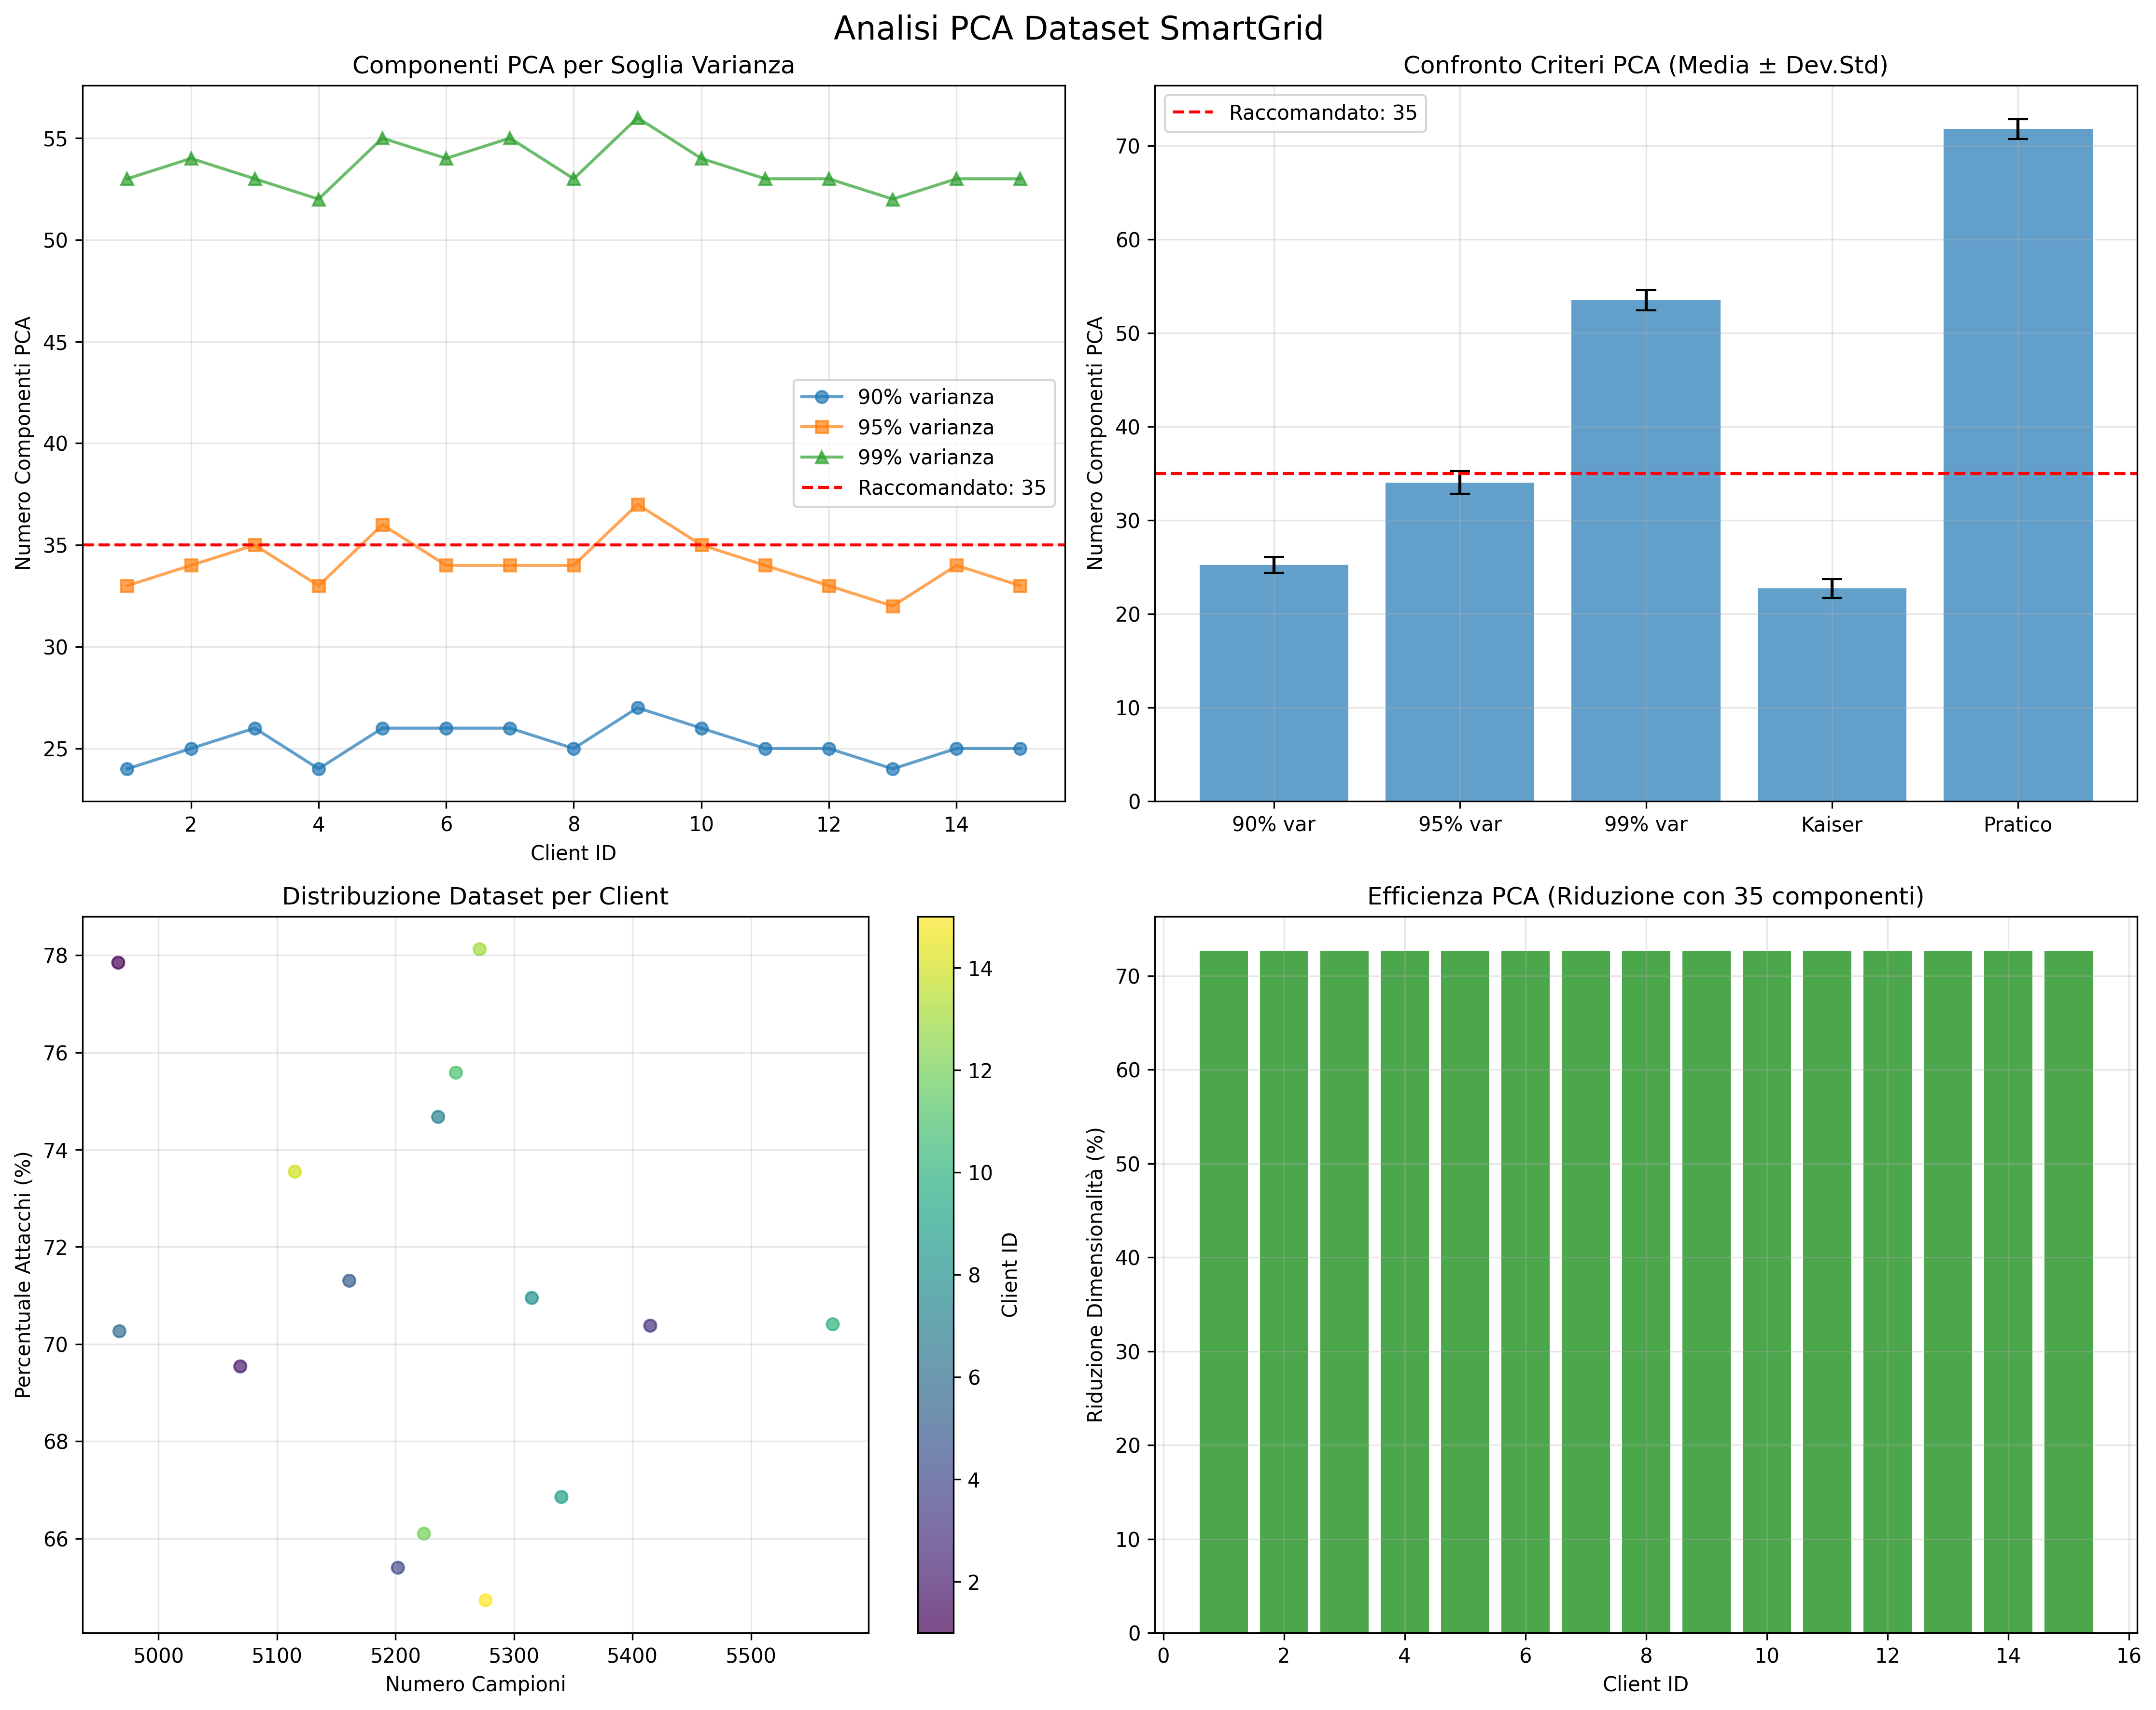 Analisi PCA Dataset SmartGrid
Componenti PCA per Soglia Varianza
Numero Componenti PCA
55
50
45
40
35
30
25
90% varianza
95% varianza
99% varianza
Raccomandato: 35
2 4 6 8 10 12 14
Client ID
Confronto Criteri PCA (Media ± Dev.Std)
Raccomandato: 35
Numero Componenti PCA
70
60
50
40
30
20
10
0
90% var 95% var 99% var Kaiser Pratico
Distribuzione Dataset per Client
Percentuale Attacchi (%)
78
76
74
72
70
68
66
5000 5100 5200 5300 5400 5500
Numero Campioni
14
12
10
8
6
4
2
Client ID
Efficienza PCA (Riduzione con 35 componenti)
Riduzione Dimensionalità (%)
70
60
50
40
30
20
10
0
0 2 4 6 8 10 12 14 16
Client ID